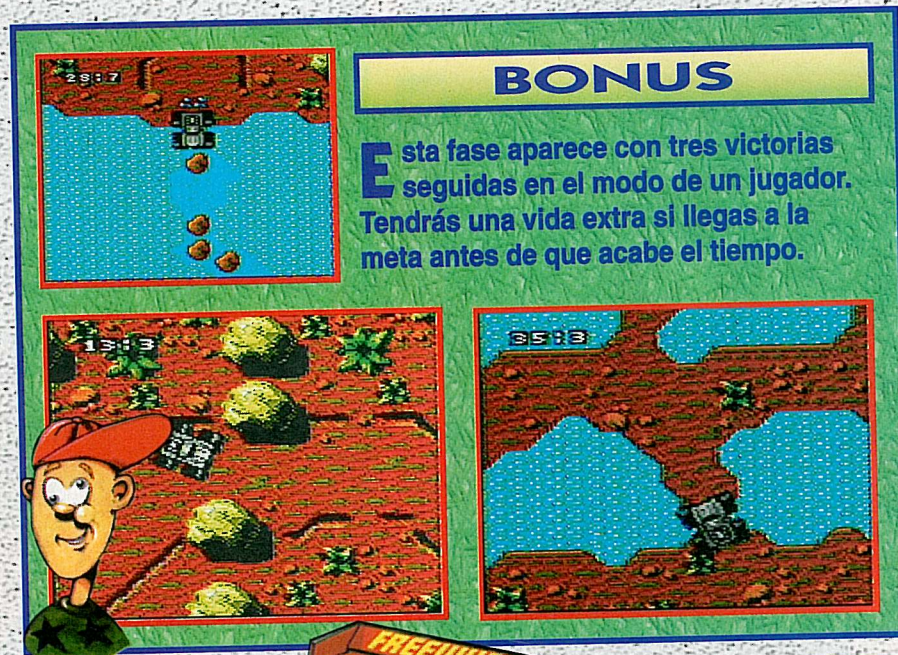 28:7
BONUS
Esta fase aparece con tres victorias
seguidas en el modo de un jugador.
Tendrás una vida extra si llegas a la
meta antes de que acabe el tiempo.
13:3
35:3